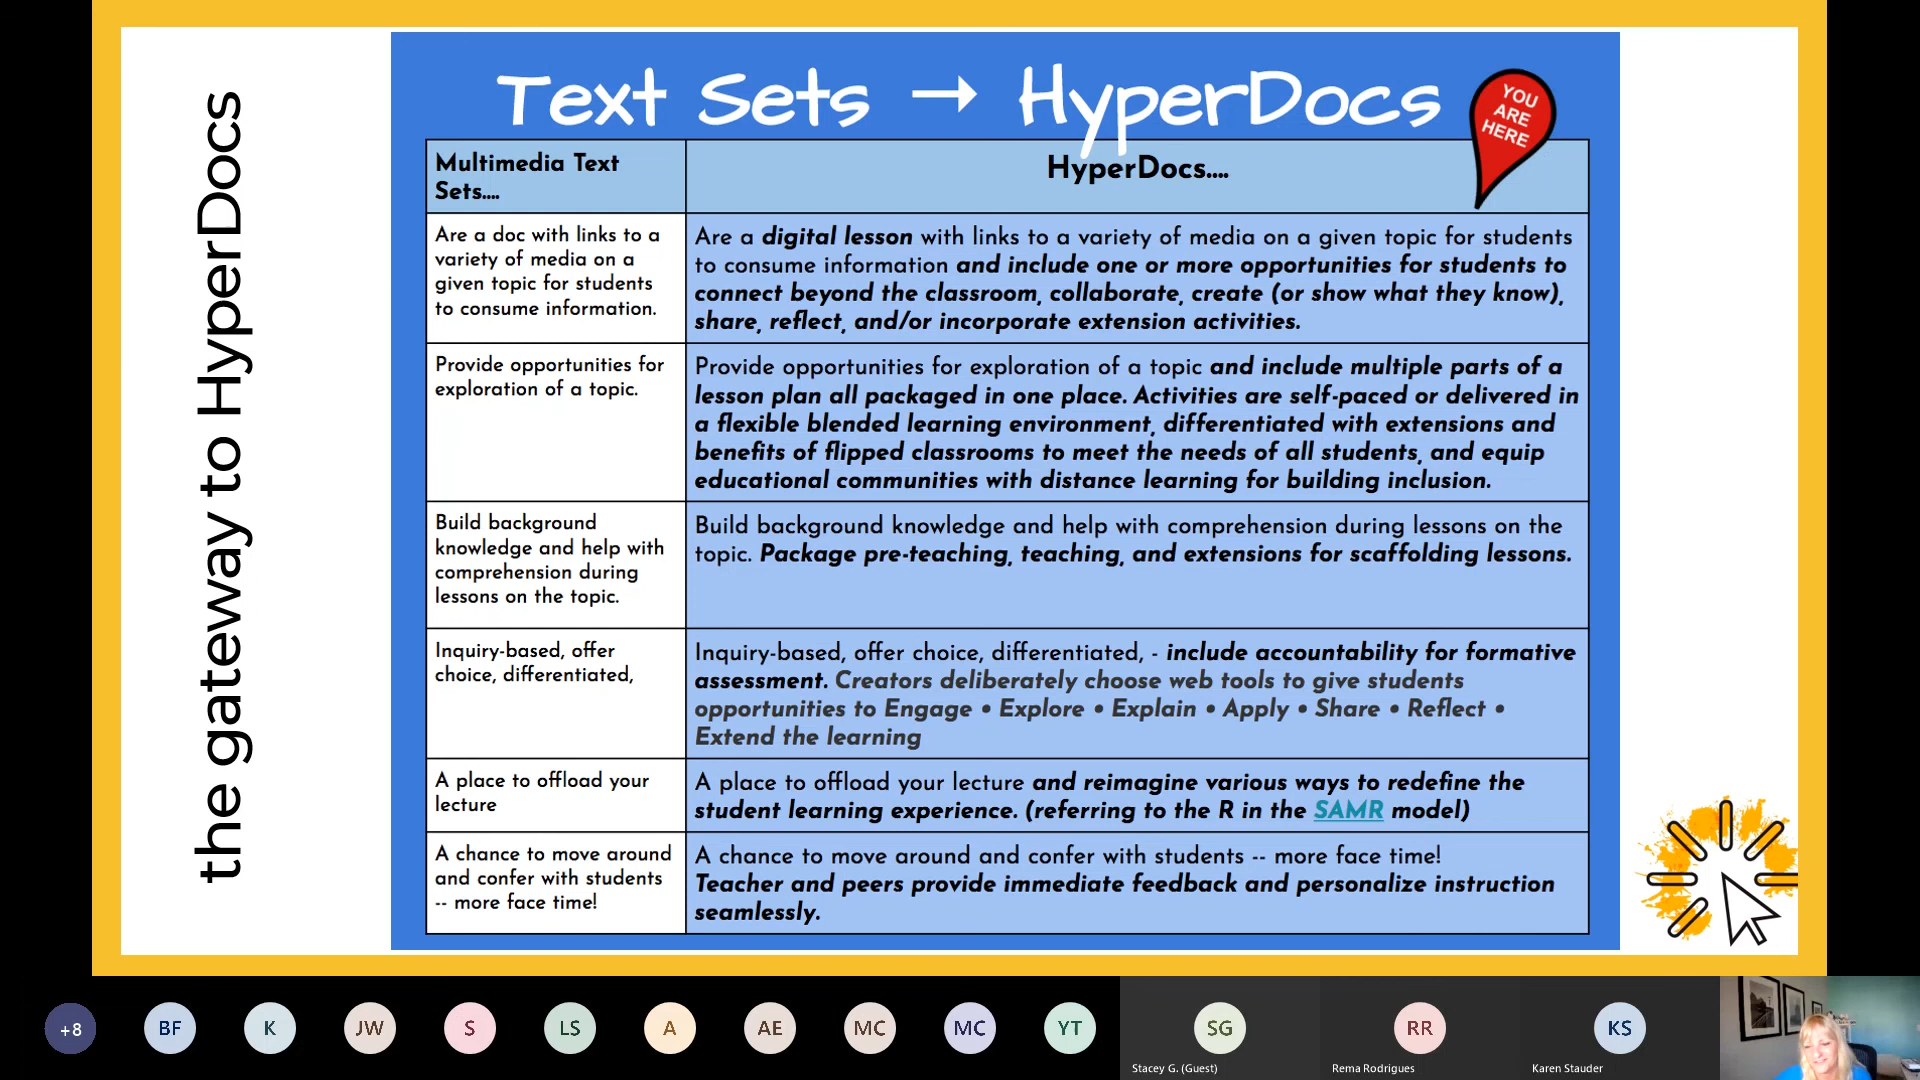 the gateway to HyperDocs
Text Sets → HyperDocs
YOU
ARE
HERE
Multimedia Text
Sets....
HyperDocs....
Are a doc with links to a
variety of media on a
given topic for students
to consume information.
Are a digital lesson with links to a variety of media on a given topic for students
to consume information and include one or more opportunities for students to
connect beyond the classroom, collaborate, create (or show what they know),
share, reflect, and/or incorporate extension activities.
Provide opportunities for
exploration of a topic.
Provide opportunities for exploration of a topic and include multiple parts of a
lesson plan all packaged in one place. Activities are self-paced or delivered in
a flexible blended learning environment, differentiated with extensions and
benefits of flipped classrooms to meet the needs of all students, and equip
educational communities with distance learning for building inclusion.
Build background
knowledge and help with
comprehension during
lessons on the topic.
Build background knowledge and help with comprehension during lessons on the
topic. Package pre-teaching, teaching, and extensions for scaffolding lessons.
Inquiry-based, offer
choice, differentiated,
Inquiry-based, offer choice, differentiated, - include accountability for formative
assessment. Creators deliberately choose web tools to give students
opportunities to Engage • Explore • Explain • Apply • Share • Reflect •
Extend the learning
A place to offload your
lecture
A place to offload your lecture and reimagine various ways to redefine the
student learning experience. (referring to the R in the SAMR model)
A chance to move around
and confer with students
-- more face time!
A chance to move around and confer with students -- more face time!
Teacher and peers provide immediate feedback and personalize instruction
seamlessly.
+8
BF
K
JW
S
LS
A
AE
MC
MC
YT
SG
RR
KS
Stacey G. (Guest)
Rema Rodrigues
Karen Stauder